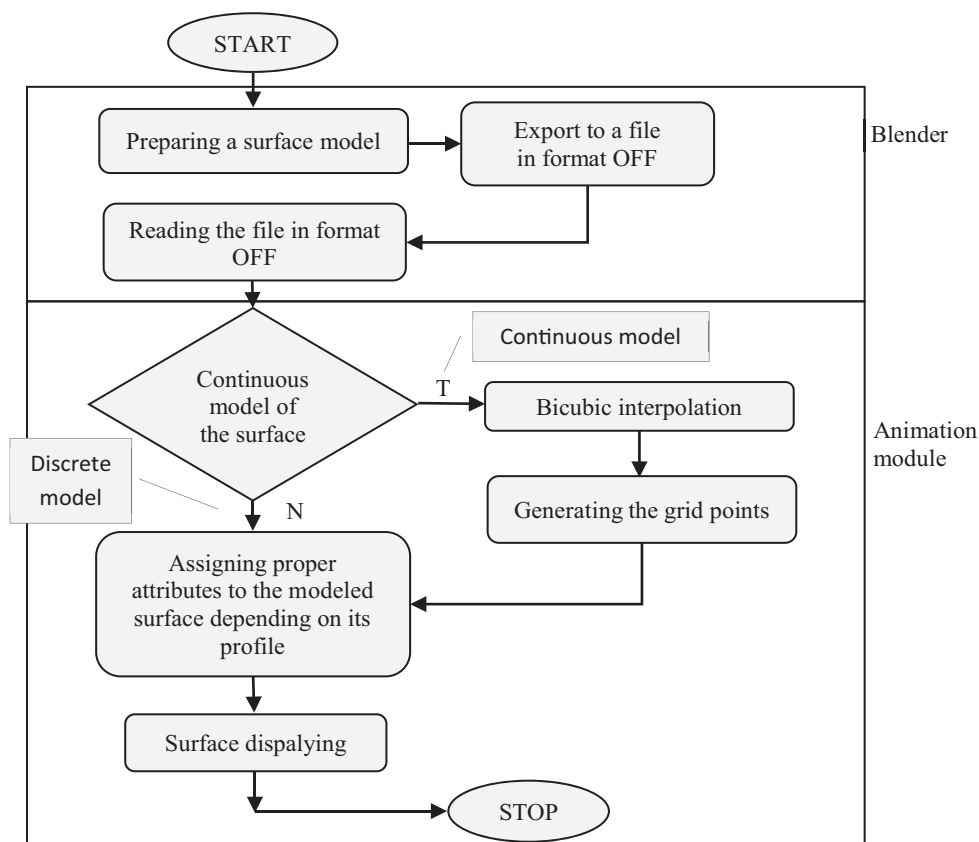 START
Preparing a surface model
Export to a file
in format OFF
Blender
Reading the file in format
OFF
Continuous model
T
Continuous
model of
the surface
Bicubic interpolation
Animation
module
Discrete
model
N
Generating the grid points
Assigning proper
attributes to the modeled
surface depending on its
profile
Surface dispalying
STOP